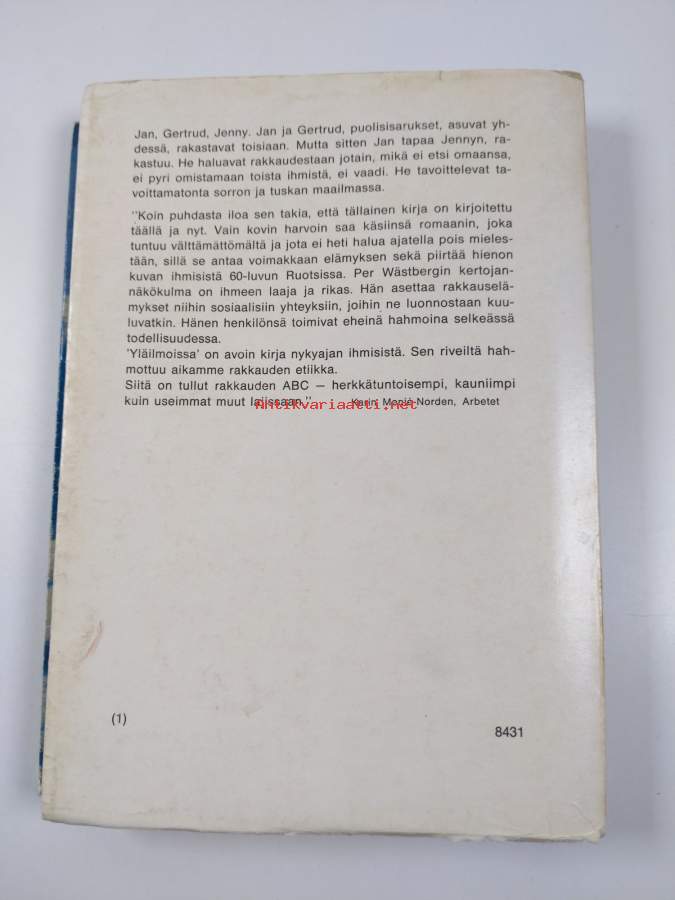 Jan, Gertrud, Jenny. Jan ja Gertrud, puolisisarukset, asuvat yh-
dessä, rakastavat toisiaan. Mutta sitten Jan tapaa Jennyn, ra-
kastuu. He haluavat rakkaudestaan jotain, mikä ei etsi omaansa,
ei pyri omistamaan toista ihmistä, ei vaadi. He tavoittelevat ta-
voittamatonta sorron ja tuskan maailmassa.
"Koin puhdasta iloa sen takia, että tällainen kirja on kirjoitettu
täällä ja nyt. Vain kovin harvoin saa käsiinsä romaanin, joka
tuntuu välttämättömältä ja jota ei heti halua ajatella pois mieles-
tään, sillä se antaa voimakkaan elämyksen sekä piirtää hienon
kuvan ihmisistä 60-luvun Ruotsissa. Per Wästbergin kertojan-
näkökulma on ihmeen laaja ja rikas. Hän asettaa rakkauselä-
mykset niihin sosiaalisiin yhteyksiin, joihin ne luonnostaan kuu-
luvatkin. Hänen henkilönsä toimivat eheinä hahmoina selkeässä
todellisuudessa.
'Yläilmoissa' on avoin kirja nykyajan ihmisistä. Sen riveiltä hah-
mottuu aikamme rakkauden etiikka.
Siitä on tullut rakkauden ABC — herkkätuntoisempi, kauniimpi
kuin useimmat muut lajissaan." Karin Monié-Norden, Arbetet
Antikvariaatti.net
(1)
8431